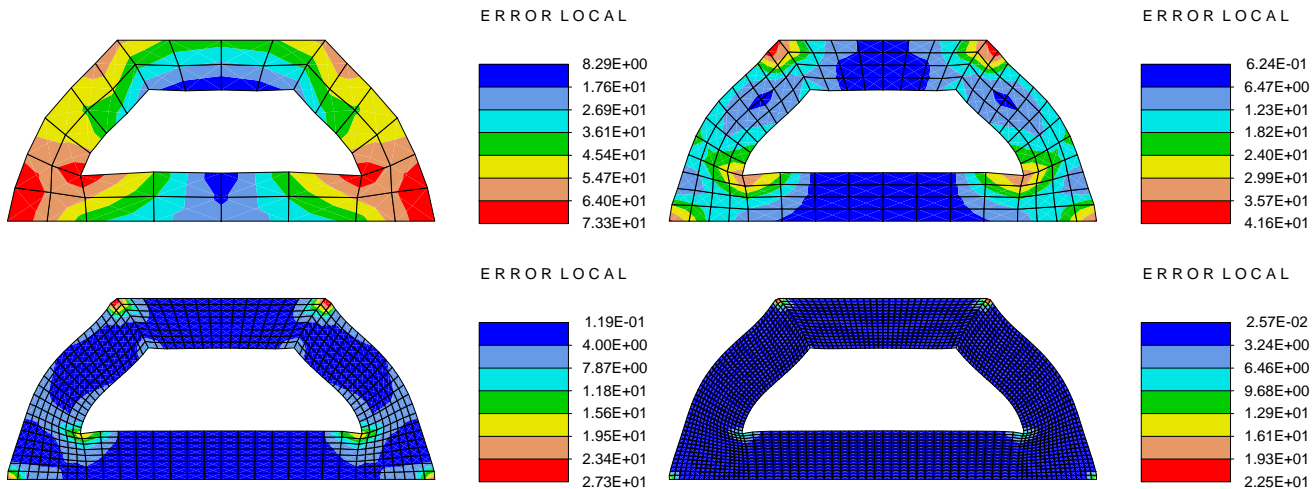 ERROR LOCAL
8.29E+00
1.76E+01
2.69E+01
3.61E+01
4.54E+01
5.47E+01
6.40E+01
7.33E+01
ERROR LOCAL
6.24E-01
6.47E+00
1.23E+01
1.82E+01
2.40E+01
2.99E+01
3.57E+01
4.16E+01
ERROR LOCAL
1.19E-01
4.00E+00
7.87E+00
1.18E+01
1.56E+01
1.95E+01
2.34E+01
2.73E+01
ERROR LOCAL
2.57E-02
3.24E+00
6.46E+00
9.68E+00
1.29E+01
1.61E+01
1.93E+01
2.25E+01